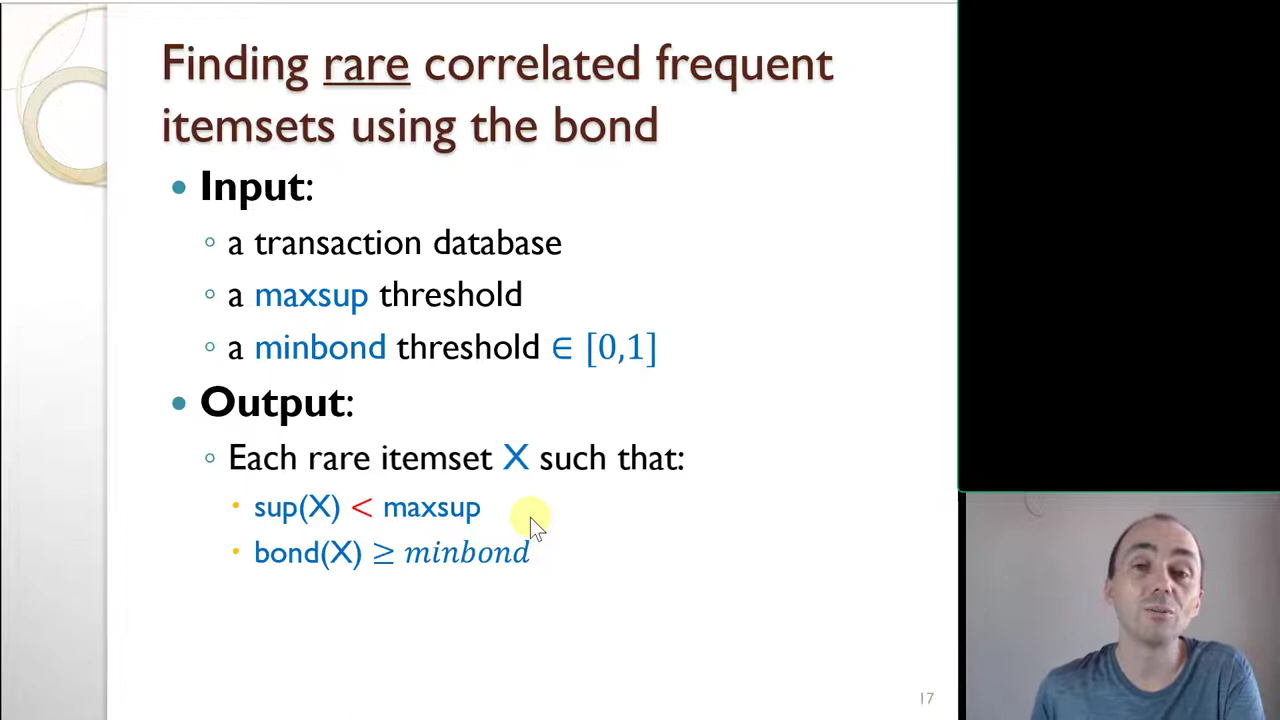 Finding rare correlated frequent
itemsets using the bond
• Input:
◦ a transaction database
◦ a maxsup threshold
◦ a minbond threshold ∈ [0,1]
• Output:
◦ Each rare itemset X such that:
• sup(X) < maxsup
• bond(X) ≥ minbond
17